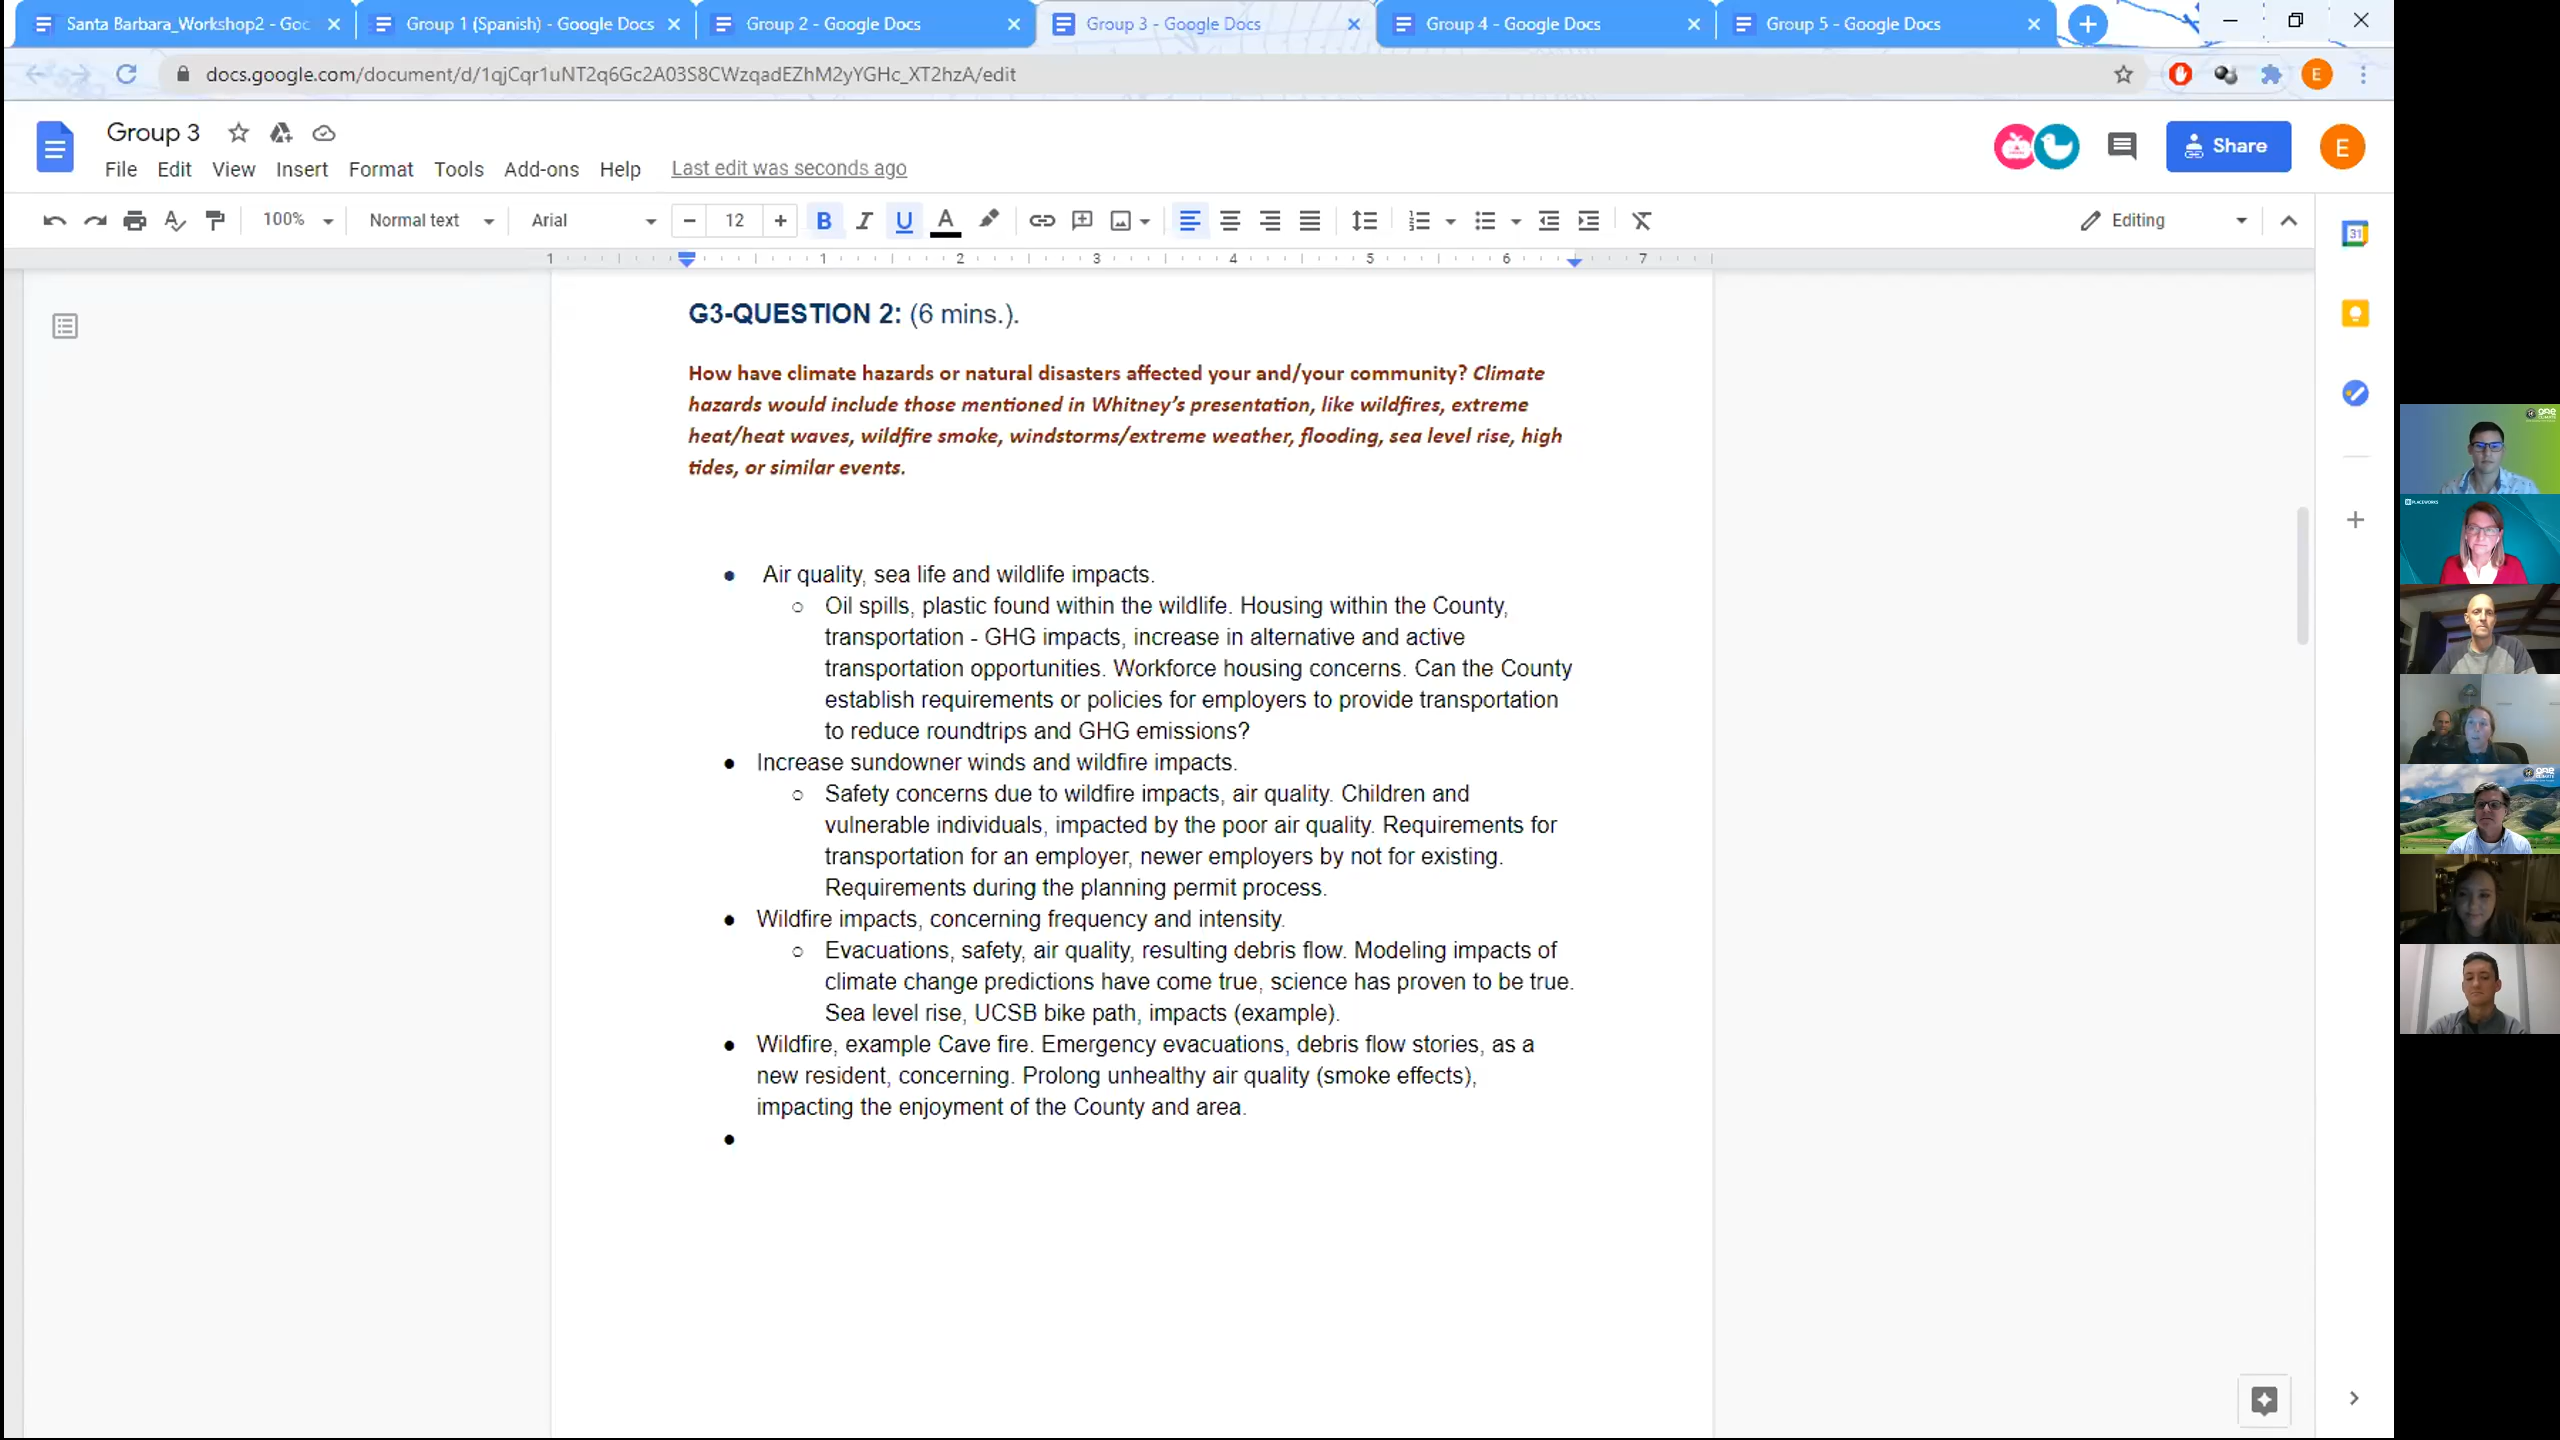 Santa Barbara_Workshop2 - Goc
Group 1 (Spanish) - Google Docs
Group 2 - Google Docs
Group 3 - Google Docs
Group 4 - Google Docs
Group 5 - Google Docs
docs.google.com/document/d/1qjCqr1uNT2q6Gc2A03S8CWzqadEZhM2yYGHc_XT2hzA/edit
E
Group 3
Share
E
File Edit View Insert Format Tools Add-ons Help Last edit was seconds ago
100% Normal text Arial 12 B I U A Editing
31
1 1 2 3 4 5 6 7
G3-QUESTION 2: (6 mins.).
How have climate hazards or natural disasters affected your and/your community? Climate
hazards would include those mentioned in Whitney's presentation, like wildfires, extreme
heat/heat waves, wildfire smoke, windstorms/extreme weather, flooding, sea level rise, high
tides, or similar events.
● Air quality, sea life and wildlife impacts.
○ Oil spills, plastic found within the wildlife. Housing within the County,
transportation - GHG impacts, increase in alternative and active
transportation opportunities. Workforce housing concerns. Can the County
establish requirements or policies for employers to provide transportation
to reduce roundtrips and GHG emissions?
● Increase sundowner winds and wildfire impacts.
○ Safety concerns due to wildfire impacts, air quality. Children and
vulnerable individuals, impacted by the poor air quality. Requirements for
transportation for an employer, newer employers by not for existing.
Requirements during the planning permit process.
● Wildfire impacts, concerning frequency and intensity.
○ Evacuations, safety, air quality, resulting debris flow. Modeling impacts of
climate change predictions have come true, science has proven to be true.
Sea level rise, UCSB bike path, impacts (example).
● Wildfire, example Cave fire. Emergency evacuations, debris flow stories, as a
new resident, concerning. Prolong unhealthy air quality (smoke effects),
impacting the enjoyment of the County and area.
●
ONE
PLACEWORKS
ONE